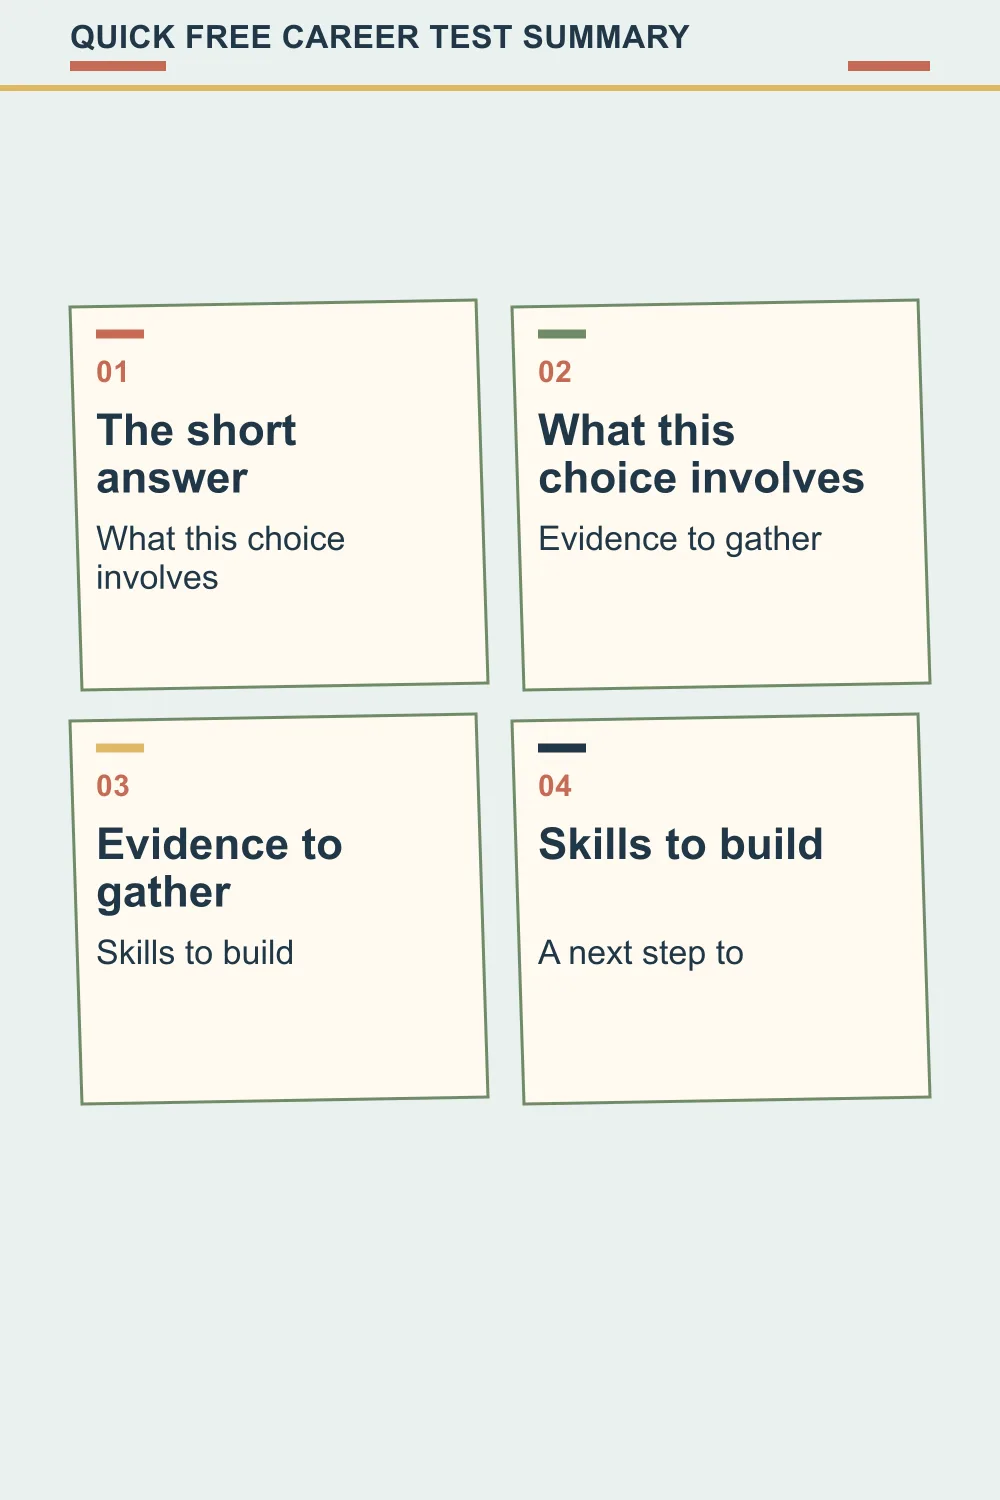 QUICK FREE CAREER TEST SUMMARY
01
The short
answer
What this choice
involves
02
What this
choice involves
Evidence to gather
03
Evidence to
gather
Skills to build
04
Skills to build
A next step to